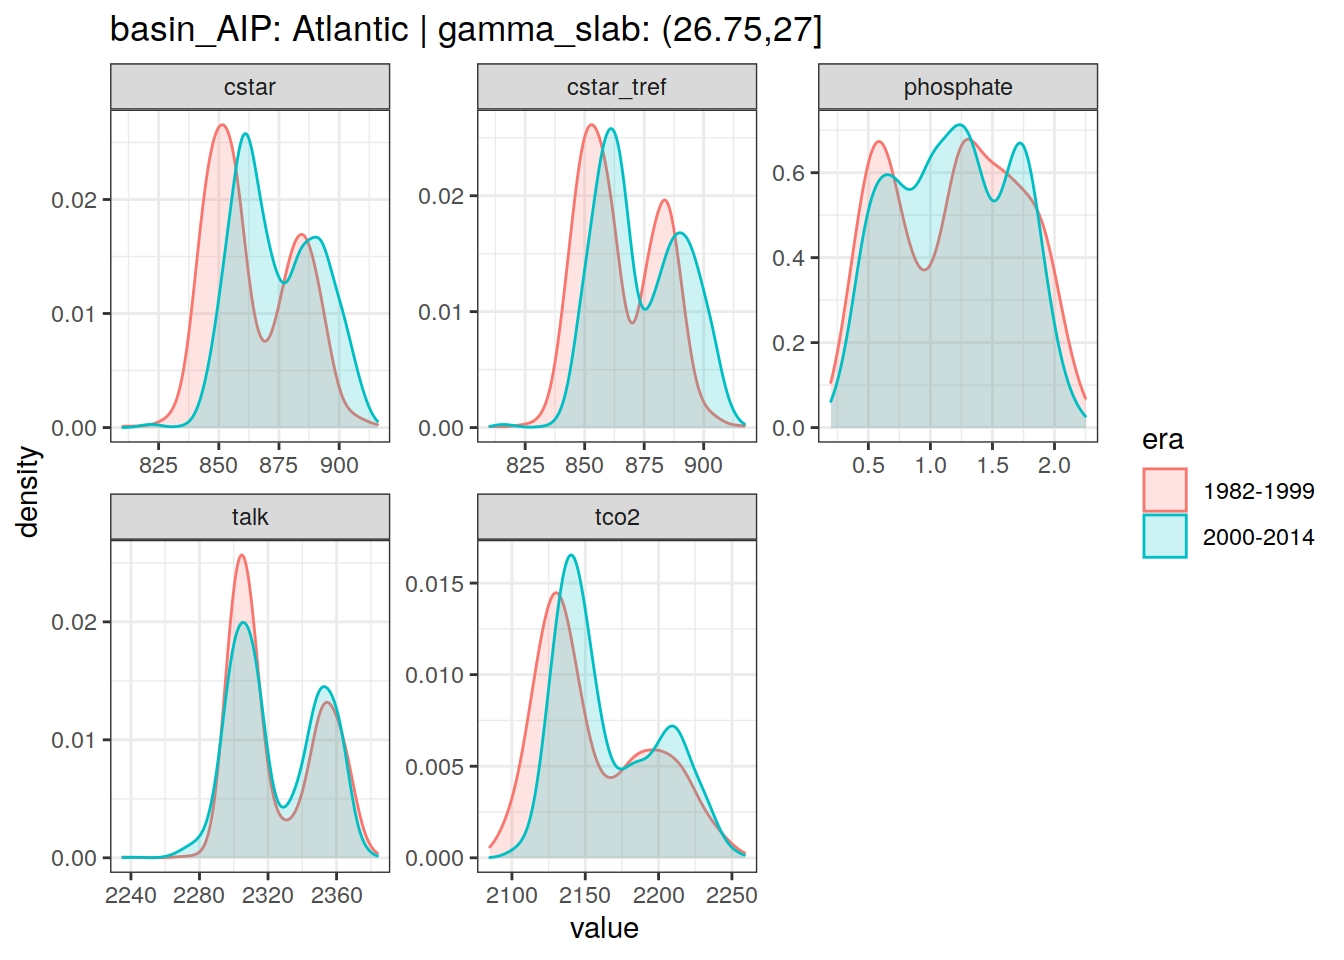 basin_AIP: Atlantic | gamma_slab: (26.75,27]
cstar
cstar_tref
phosphate
0.02
0.01
0.00
825 850 875 900
0.02
0.01
0.00
825 850 875 900
0.6
0.4
0.2
0.0
0.5 1.0 1.5 2.0
talk
tco2
0.02
0.01
0.00
2240 2280 2320 2360
0.015
0.010
0.005
0.000
2100 2150 2200 2250
density
value
era
1982-1999
2000-2014